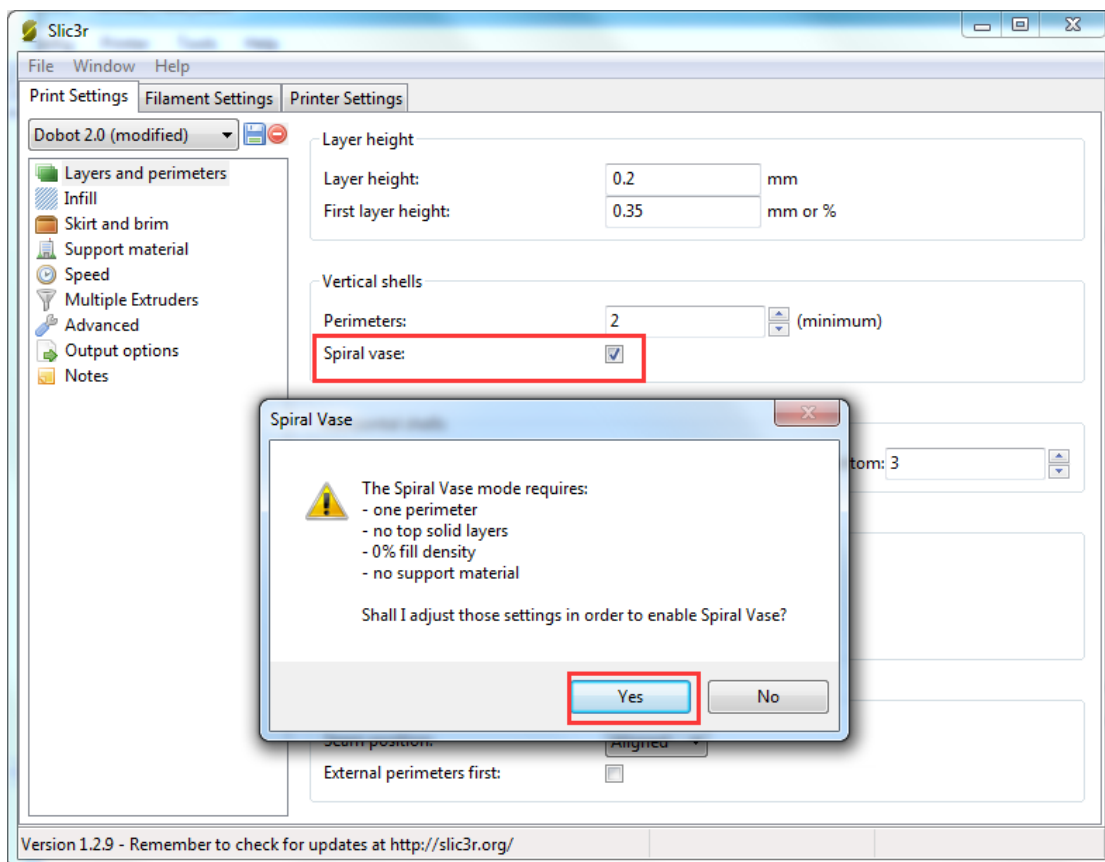 Slic3r
File Window Help
Print Settings Filament Settings Printer Settings
Dobot 2.0 (modified)
Layers and perimeters
Infill
Skirt and brim
Support material
Speed
Multiple Extruders
Advanced
Output options
Notes
Layer height
Layer height: 0.2 mm
First layer height: 0.35 mm or %
Vertical shells
Perimeters: 2 (minimum)
Spiral vase:
tom: 3
Spiral Vase
The Spiral Vase mode requires:
- one perimeter
- no top solid layers
- 0% fill density
- no support material
Shall I adjust those settings in order to enable Spiral Vase?
Yes No
Seam position: Aligned
External perimeters first:
Version 1.2.9 - Remember to check for updates at http://slic3r.org/